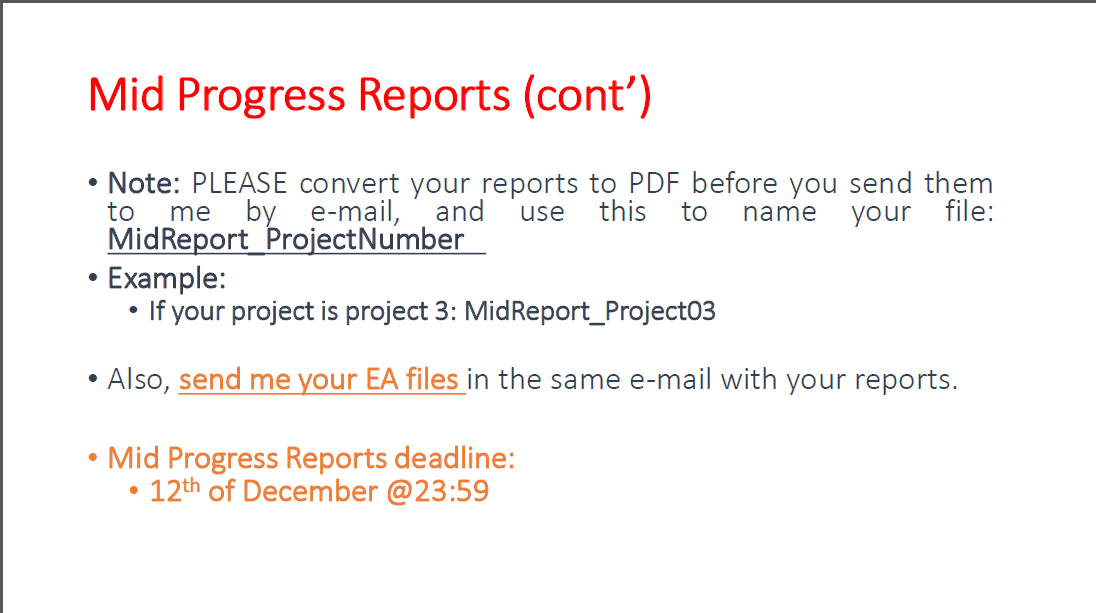 Mid Progress Reports (cont’)
• Note: PLEASE convert your reports to PDF before you send them
to me by e-mail, and use this to name your file:
MidReport_ProjectNumber
• Example:
• If your project is project 3: MidReport_Project03
• Also, send me your EA files in the same e-mail with your reports.
• Mid Progress Reports deadline:
• 12th of December @23:59